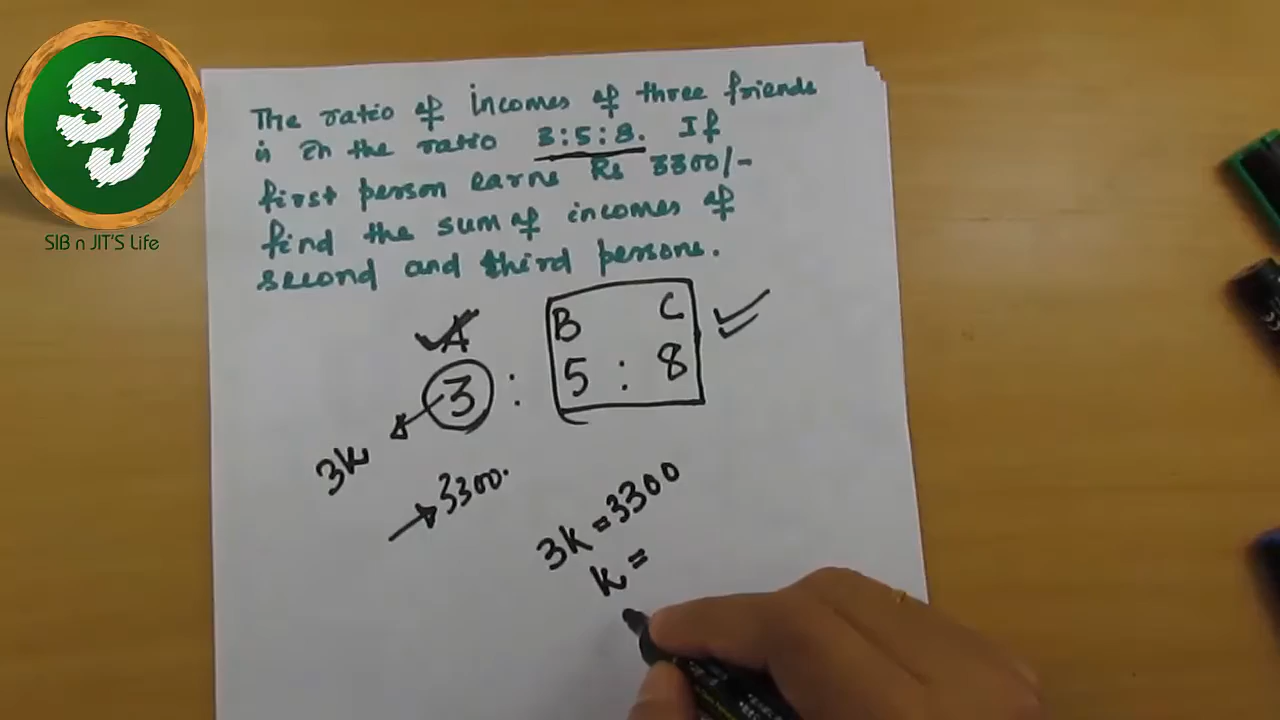 SJ
SIB n JIT'S Life
The ratio of incomes of three friends
is in the ratio 3:5:8. If
first person earns Rs 3300/-
find the sum of incomes of
second and third persons.
A B C
3 : 5 : 8
3K
3300.
3K = 3300
K =